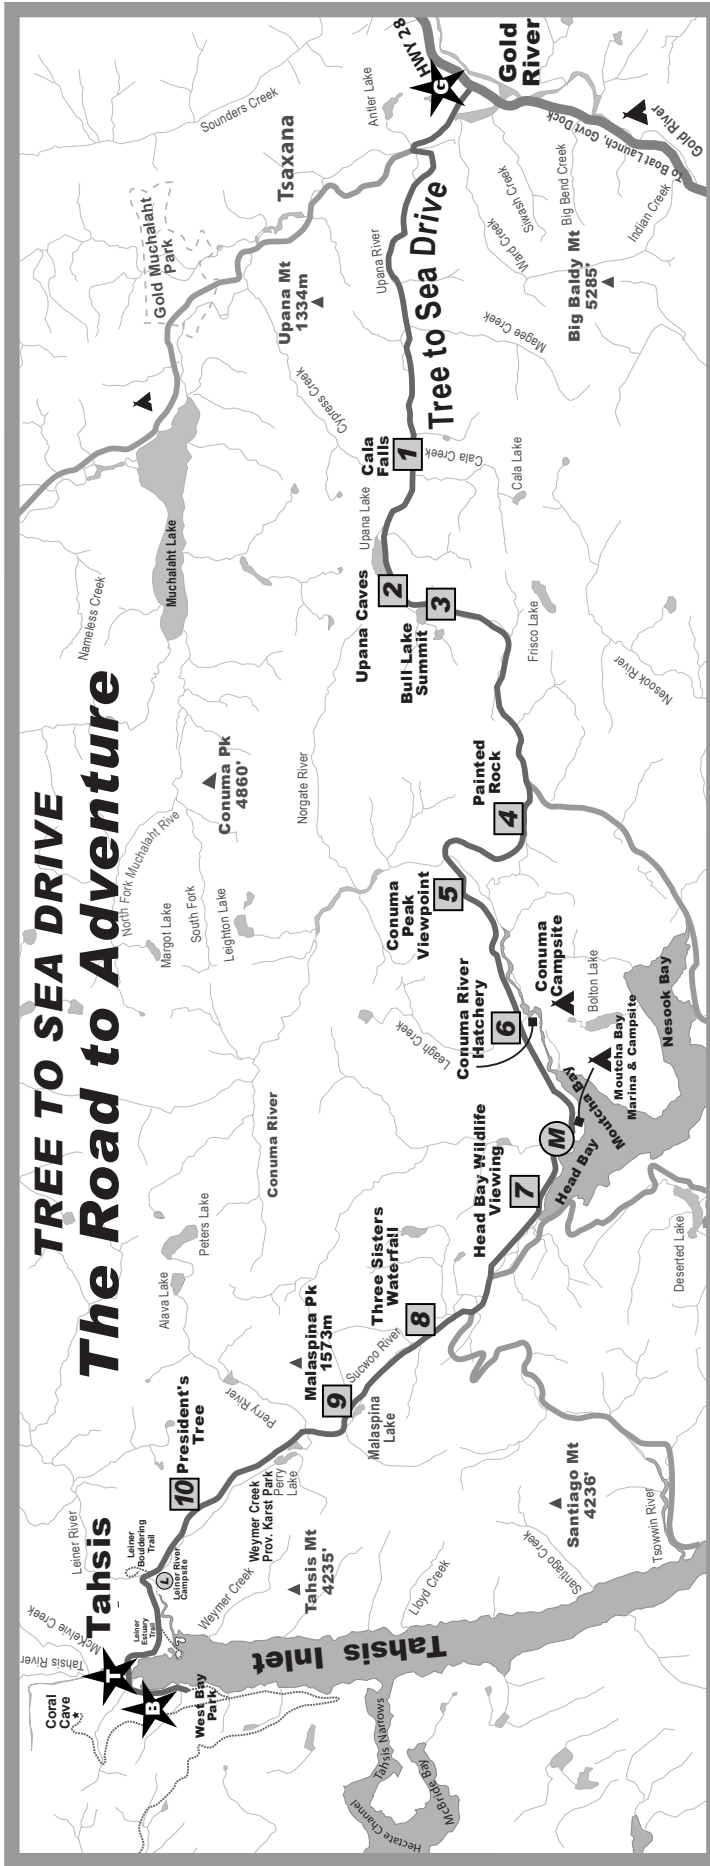 TREE TO SEA DRIVE
The Road to Adventure
Tahsis
Coral
Cave
T
B
West Bay
Park
Tahsis River
McKelvie Creek
Leiner River
Leiner
Bouldering
Trail
Leiner
Estuary
Trail
L
Leiner River
Campsite
10
President's
Tree
Weymer Creek
Weymer Creek
Prov. Karst Park
Perry
Lake
Perry River
Tahsis Mt
4235'
Lloyd Creek
Santiago Creek
Santiago Mt
4236'
Tsowwin River
Tahsis Inlet
Tahsis Narrows
McBride Bay
Hectate Channel
Alava Lake
Peters Lake
Malaspina Pk
1573m
9
Malaspina
Lake
Sucwoo River
Three Sisters
Waterfall
8
Head Bay Wildlife
Viewing
7
M
Head Bay
Moutcha Bay
Moutcha Bay
Marina & Campsite
Deserted Lake
Nesook Bay
Bolton Lake
Conuma
Campsite
Conuma River
Hatchery
6
Leagh Creek
Conuma River
Conuma
Peak
Viewpoint
5
Painted
Rock
4
Margot Lake
South Fork
Leighton Lake
North Fork Muchalaht Rive
Conuma Pk
4860'
Norgate River
Nameless Creek
Muchalaht Lake
Bull Lake
Summit
3
Upana Caves
2
Upana Lake
Frisco Lake
Nesook River
Cala Lake
Cala Creek
Cala
Falls
1
Cypress Creek
Upana Mt
1334m
Tree to Sea Drive
Upana River
Magee Creek
Big Baldy Mt
5285'
Ward Creek
Siwash Creek
Big Bend Creek
Indian Creek
Gold Muchalaht
Park
Tsaxana
Sounders Creek
Antler Lake
HWY 28
G
Gold
River
To Boat Launch, Govt Dock
Gold River